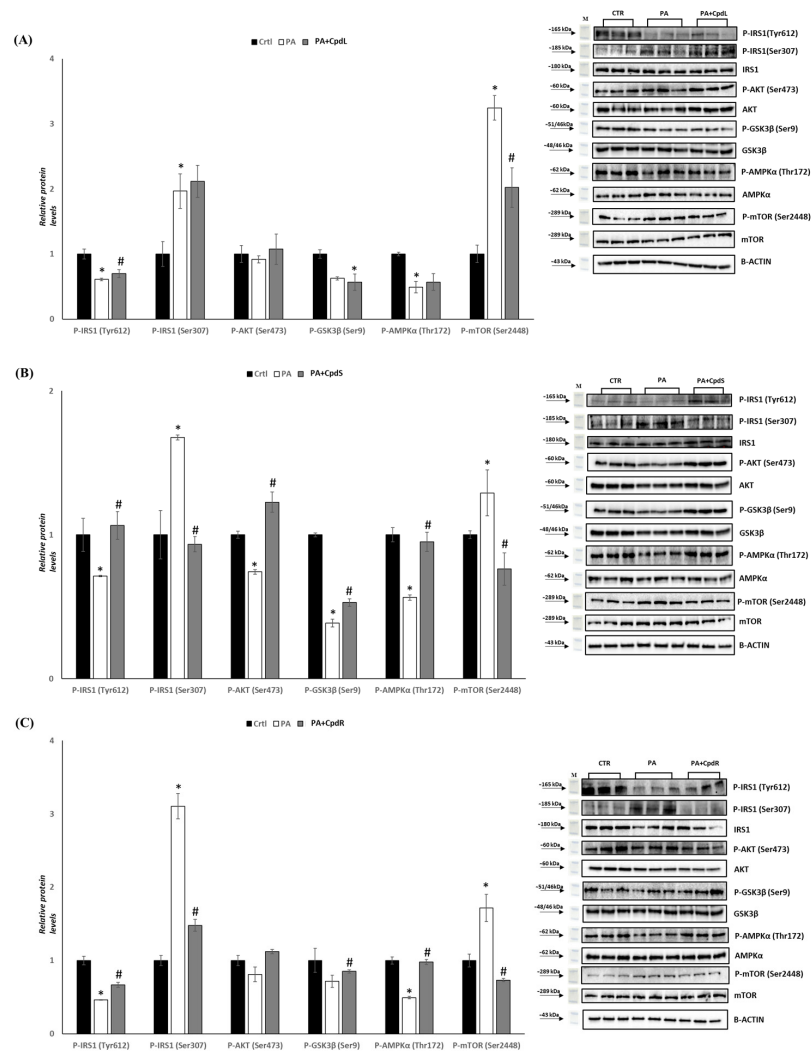 (A)
Crtl PA PA+CpdL
Relative protein
levels
4
3
2
1
0
P-IRS1 (Tyr612) P-IRS1 (Ser307) P-AKT (Ser473) P-GSK3β (Ser9) P-AMPKα (Thr172) P-mTOR (Ser2448)
* # * * * * #
M CTR PA PA+CpdL
~165 kDa P-IRS1(Tyr612)
~185 kDa P-IRS1(Ser307)
~180 kDa IRS1
~60 kDa P-AKT (Ser473)
~60 kDa AKT
~51/46kDa P-GSK3β (Ser9)
~48/46 kDa GSK3β
~62 kDa P-AMPKα (Thr172)
~62 kDa AMPKα
~289 kDa P-mTOR (Ser2448)
~289 kDa mTOR
~43 kDa B-ACTIN
(B)
Crtl PA PA+CpdS
Relative protein
levels
2
1
0
P-IRS1 (Tyr612) P-IRS1 (Ser307) P-AKT (Ser473) P-GSK3β (Ser9) P-AMPKα (Thr172) P-mTOR (Ser2448)
* # * # * # * # * # * #
M CTR PA PA+CpdS
~165 kDa P-IRS1 (Tyr612)
~185 kDa P-IRS1 (Ser307)
~180 kDa IRS1
~60 kDa P-AKT (Ser473)
~60 kDa AKT
~51/46kDa P-GSK3β (Ser9)
~48/46 kDa GSK3β
~62 kDa P-AMPKα (Thr172)
~62 kDa AMPKα
~289 kDa P-mTOR (Ser2448)
~289 kDa mTOR
~43 kDa B-ACTIN
(C)
Crtl PA PA+CpdR
Relative protein
levels
4
3
2
1
0
P-IRS1 (Tyr612) P-IRS1 (Ser307) P-AKT (Ser473) P-GSK3β (Ser9) P-AMPKα (Thr172) P-mTOR (Ser2448)
* # * # # * # * #
M CTR PA PA+CpdR
~165 kDa P-IRS1 (Tyr612)
~185 kDa P-IRS1 (Ser307)
~180 kDa IRS1
~60 kDa P-AKT (Ser473)
~60 kDa AKT
~51/46 kDa P-GSK3β (Ser9)
~48/46 kDa GSK3β
~62 kDa P-AMPKα (Thr172)
~62 kDa AMPKα
~289 kDa P-mTOR (Ser2448)
~289 kDa mTOR
~43 kDa B-ACTIN